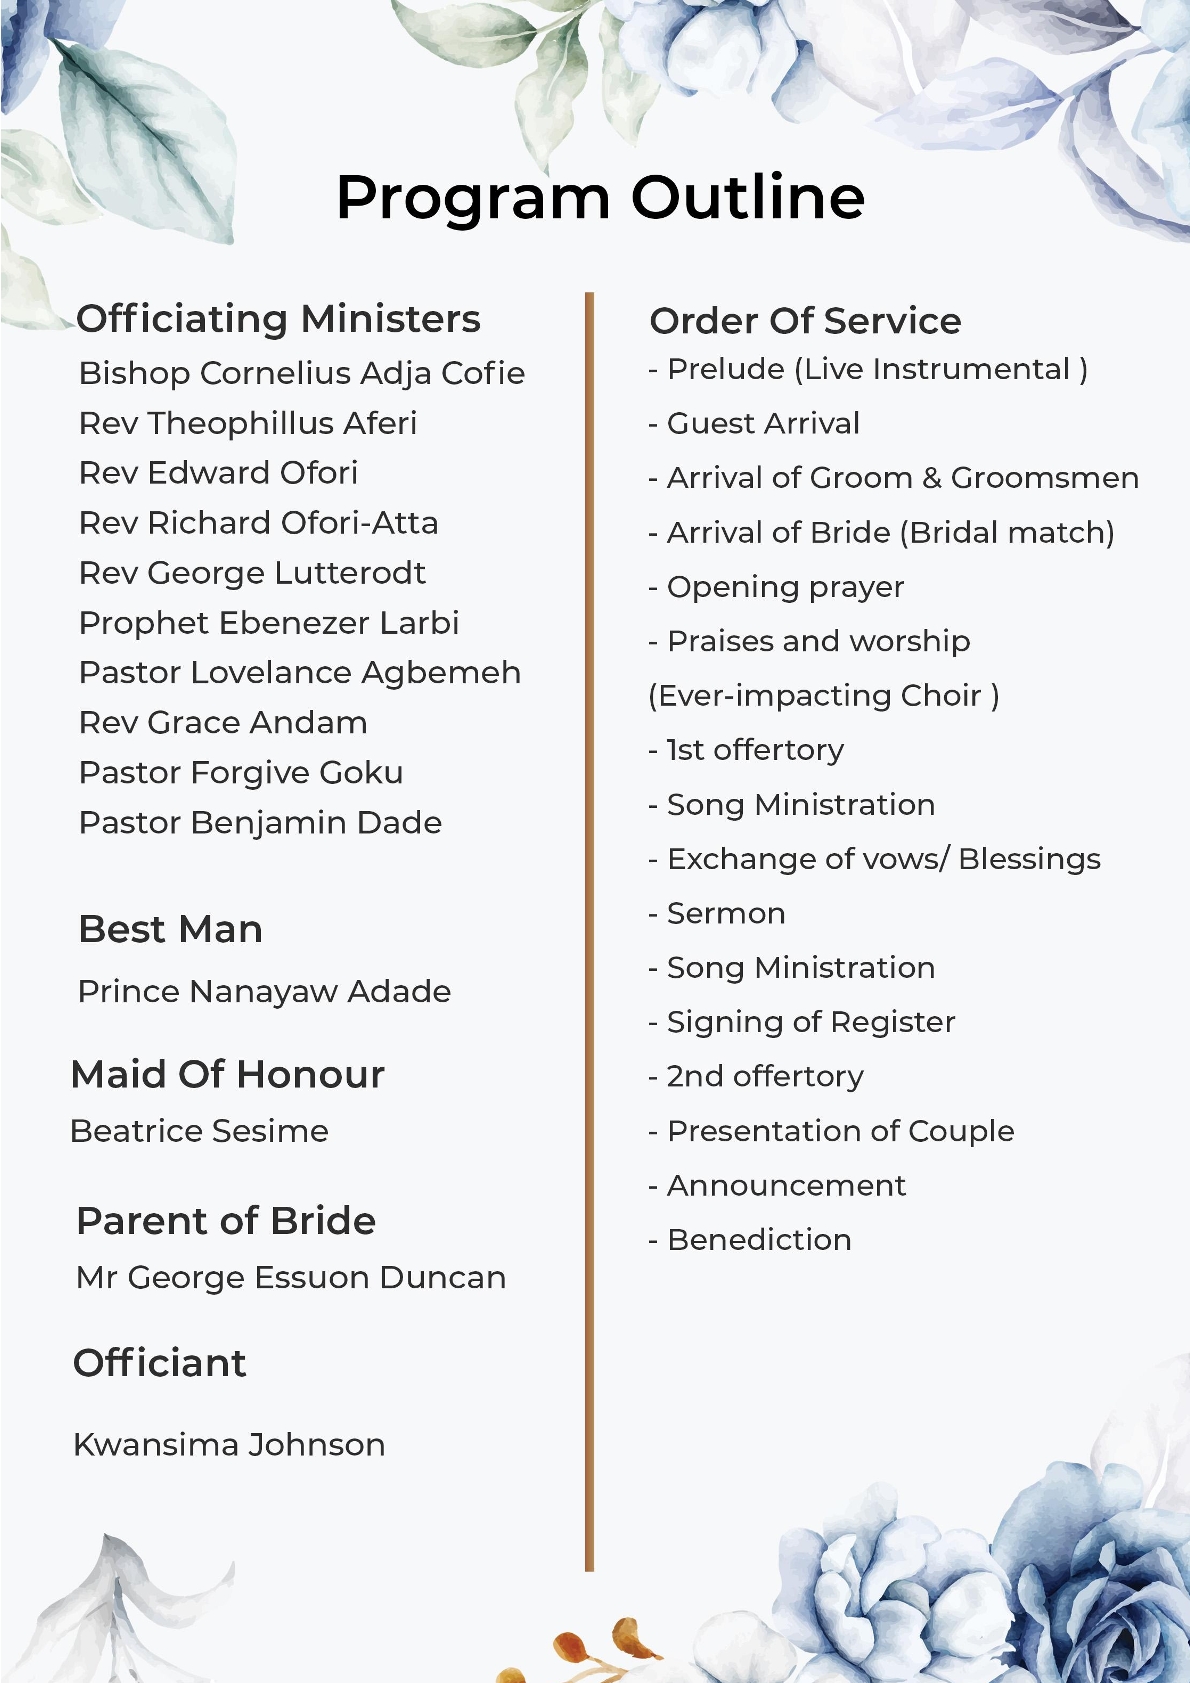 Program Outline
Officiating Ministers
Bishop Cornelius Adja Cofie
Rev Theophillus Aferi
Rev Edward Ofori
Rev Richard Ofori-Atta
Rev George Lutterodt
Prophet Ebenezer Larbi
Pastor Lovelance Agbemeh
Rev Grace Andam
Pastor Forgive Goku
Pastor Benjamin Dade
Best Man
Prince Nanayaw Adade
Maid Of Honour
Beatrice Sesime
Parent of Bride
Mr George Essuon Duncan
Officiant
Kwansima Johnson
Order Of Service
- Prelude (Live Instrumental )
- Guest Arrival
- Arrival of Groom & Groomsmen
- Arrival of Bride (Bridal match)
- Opening prayer
- Praises and worship
(Ever-impacting Choir )
- 1st offertory
- Song Ministration
- Exchange of vows/ Blessings
- Sermon
- Song Ministration
- Signing of Register
- 2nd offertory
- Presentation of Couple
- Announcement
- Benediction